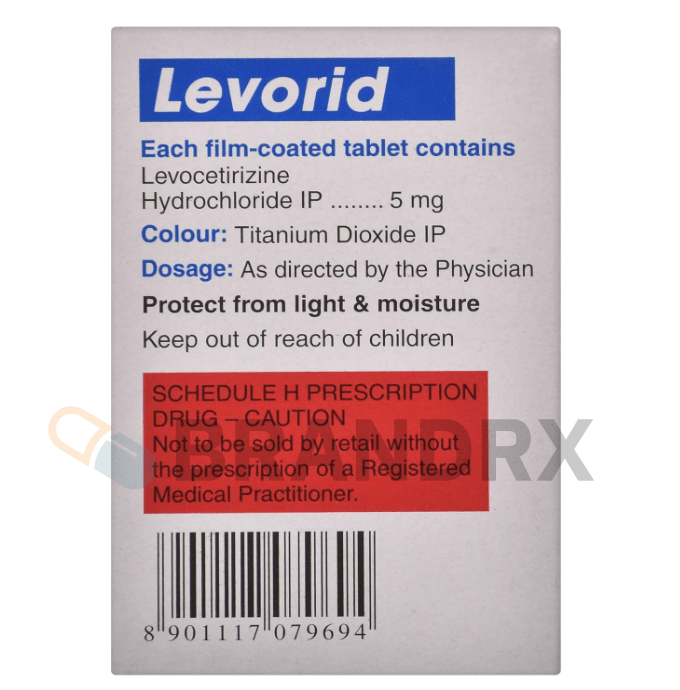 Levorid
Each film-coated tablet contains
Levocetirizine
Hydrochloride IP ........ 5 mg
Colour: Titanium Dioxide IP
Dosage: As directed by the Physician
Protect from light & moisture
Keep out of reach of children
SCHEDULE H PRESCRIPTION
DRUG – CAUTION
Not to be sold by retail without
the prescription of a Registered
Medical Practitioner.
BRANDRX
8 901117 079694